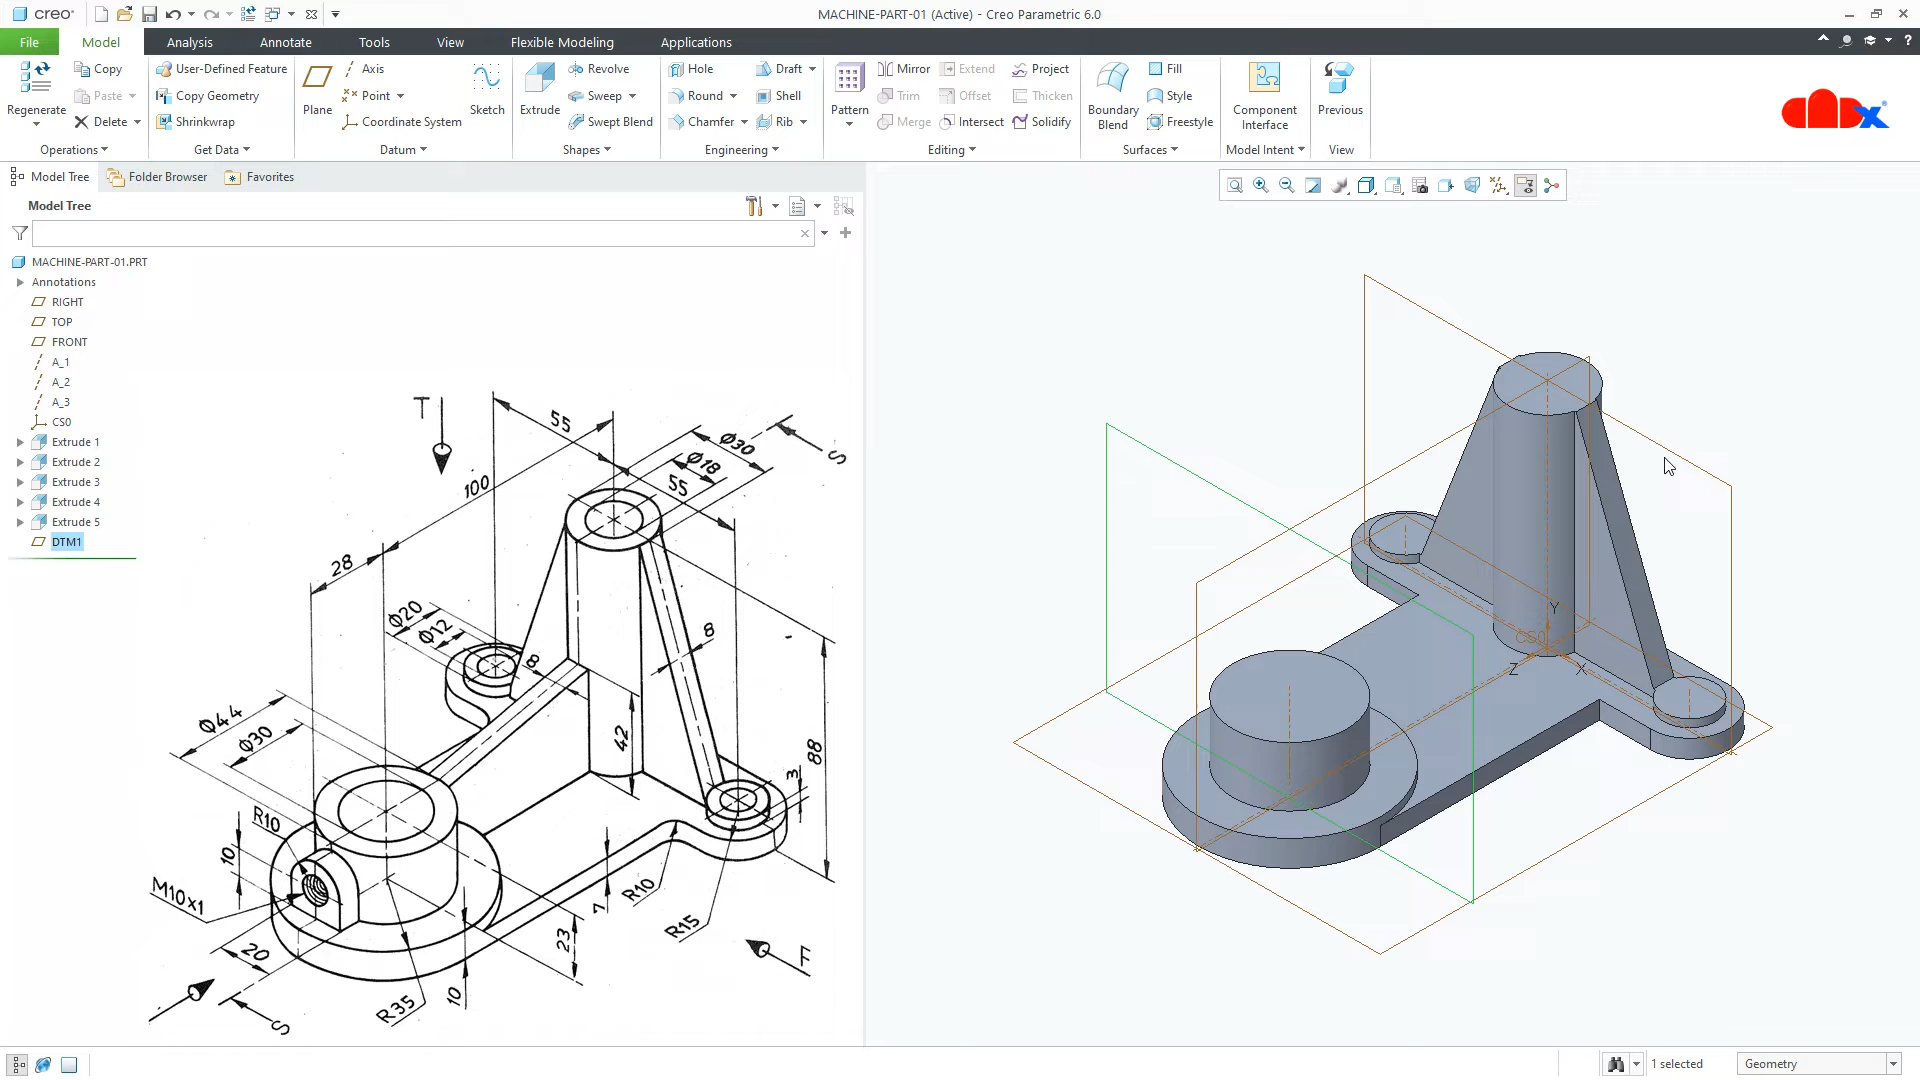 creo
MACHINE-PART-01 (Active) - Creo Parametric 6.0
File
Model
Analysis
Annotate
Tools
View
Flexible Modeling
Applications
Regenerate
Copy
Paste
Delete
Operations
User-Defined Feature
Copy Geometry
Shrinkwrap
Get Data
Plane
Axis
Point
Coordinate System
Sketch
Datum
Extrude
Revolve
Sweep
Swept Blend
Shapes
Hole
Round
Chamfer
Draft
Shell
Rib
Engineering
Pattern
Mirror
Trim
Merge
Extend
Offset
Intersect
Project
Thicken
Solidify
Editing
Boundary
Blend
Fill
Style
Freestyle
Surfaces
Component
Interface
Model Intent
Previous
View
Model Tree
Folder Browser
Favorites
Model Tree
MACHINE-PART-01.PRT
Annotations
RIGHT
TOP
FRONT
A_1
A_2
A_3
CS0
Extrude 1
Extrude 2
Extrude 3
Extrude 4
Extrude 5
DTM1
T
55
Ø30
S
Ø18
55
100
28
Ø20
Ø12
8
8
Ø44
Ø30
42
88
3
R10
10
M10x1
20
S
R35
10
23
7
R10
R15
F
CS0
X
Y
Z
1 selected
Geometry